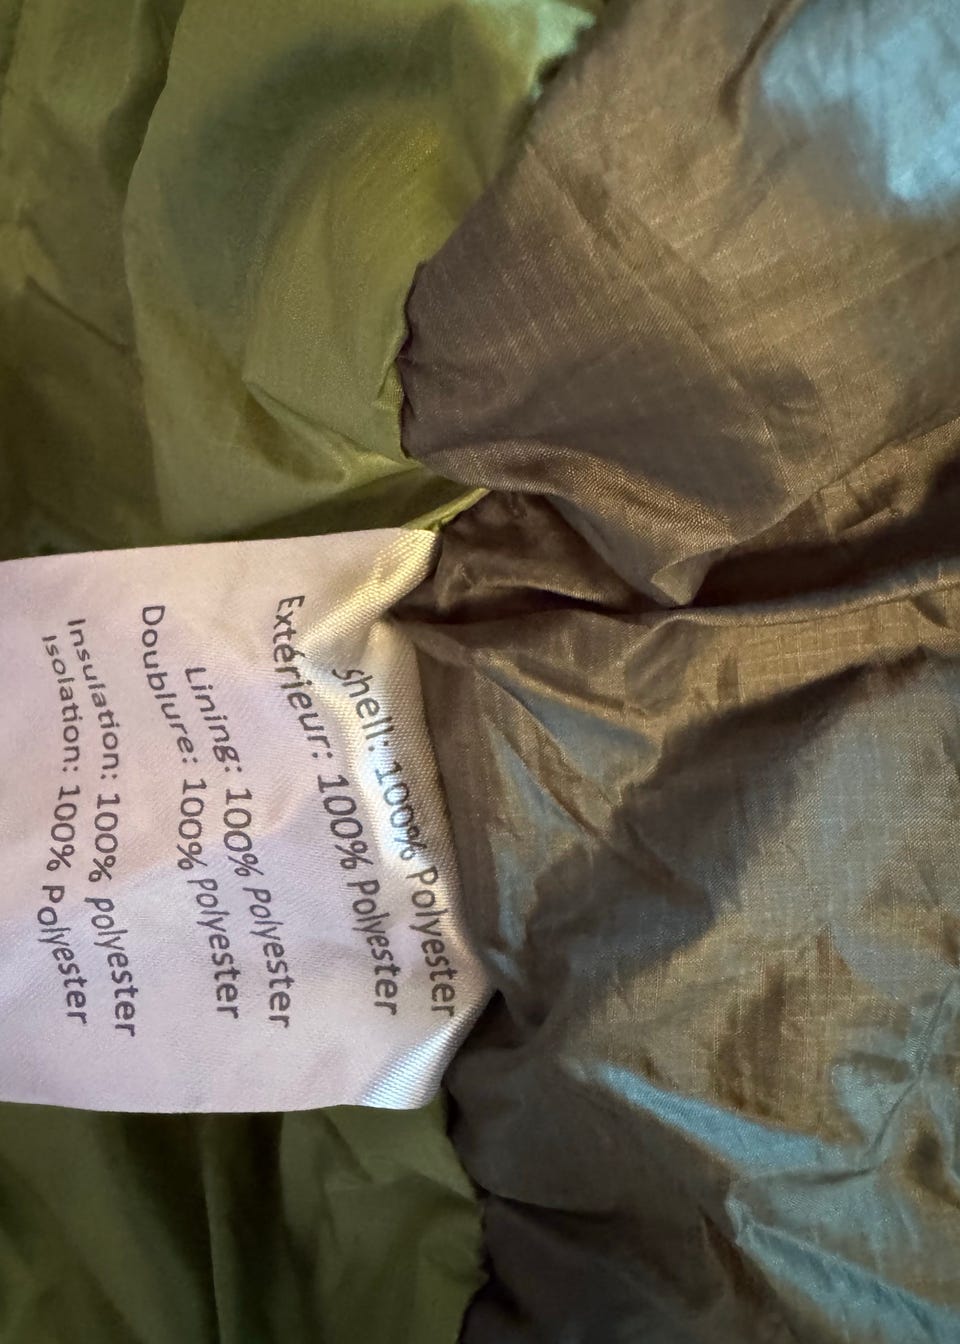 Shell: 100% Polyester
Extérieur: 100% Polyester
Lining: 100% Polyester
Doublure: 100% Polyester
Insulation: 100% polyester
Isolation: 100% Polyester